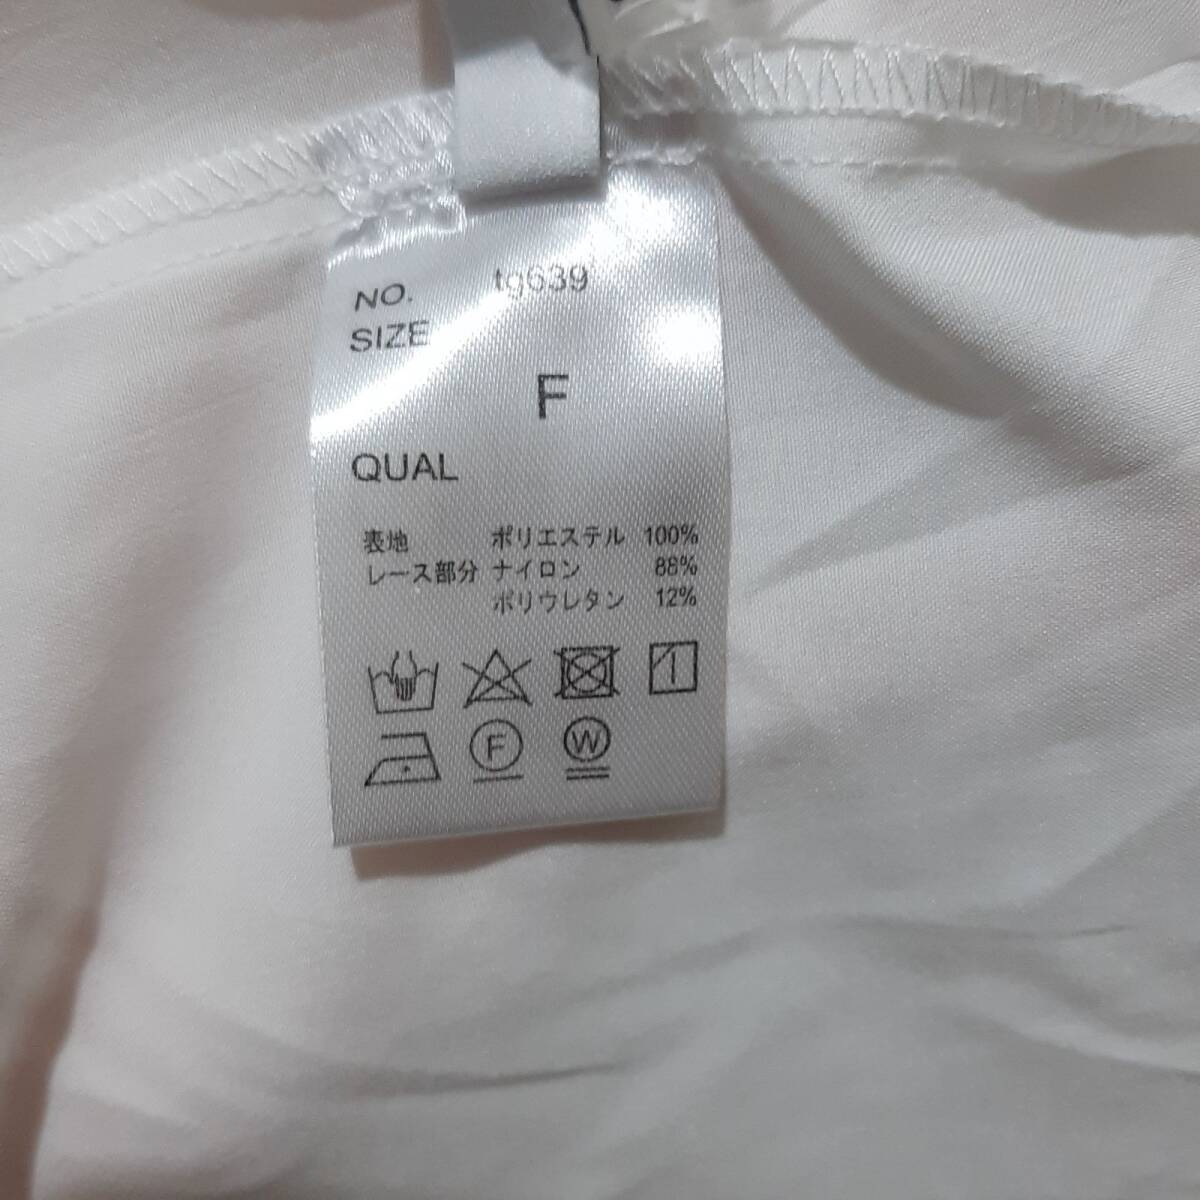 NO. tg639
SIZE
F
QUAL
表地 ポリエステル 100%
レース部分 ナイロン 88%
ポリウレタン 12%
F W